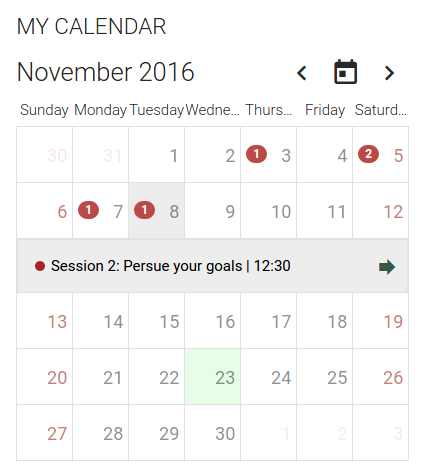 MY CALENDAR
November 2016
Sunday Monday Tuesday Wedne... Thurs... Friday Saturd...
30 31 1 2 1 3 4 2 5
6 1 7 1 8 9 10 11 12
Session 2: Persue your goals | 12:30
13 14 15 16 17 18 19
20 21 22 23 24 25 26
27 28 29 30 1 2 3